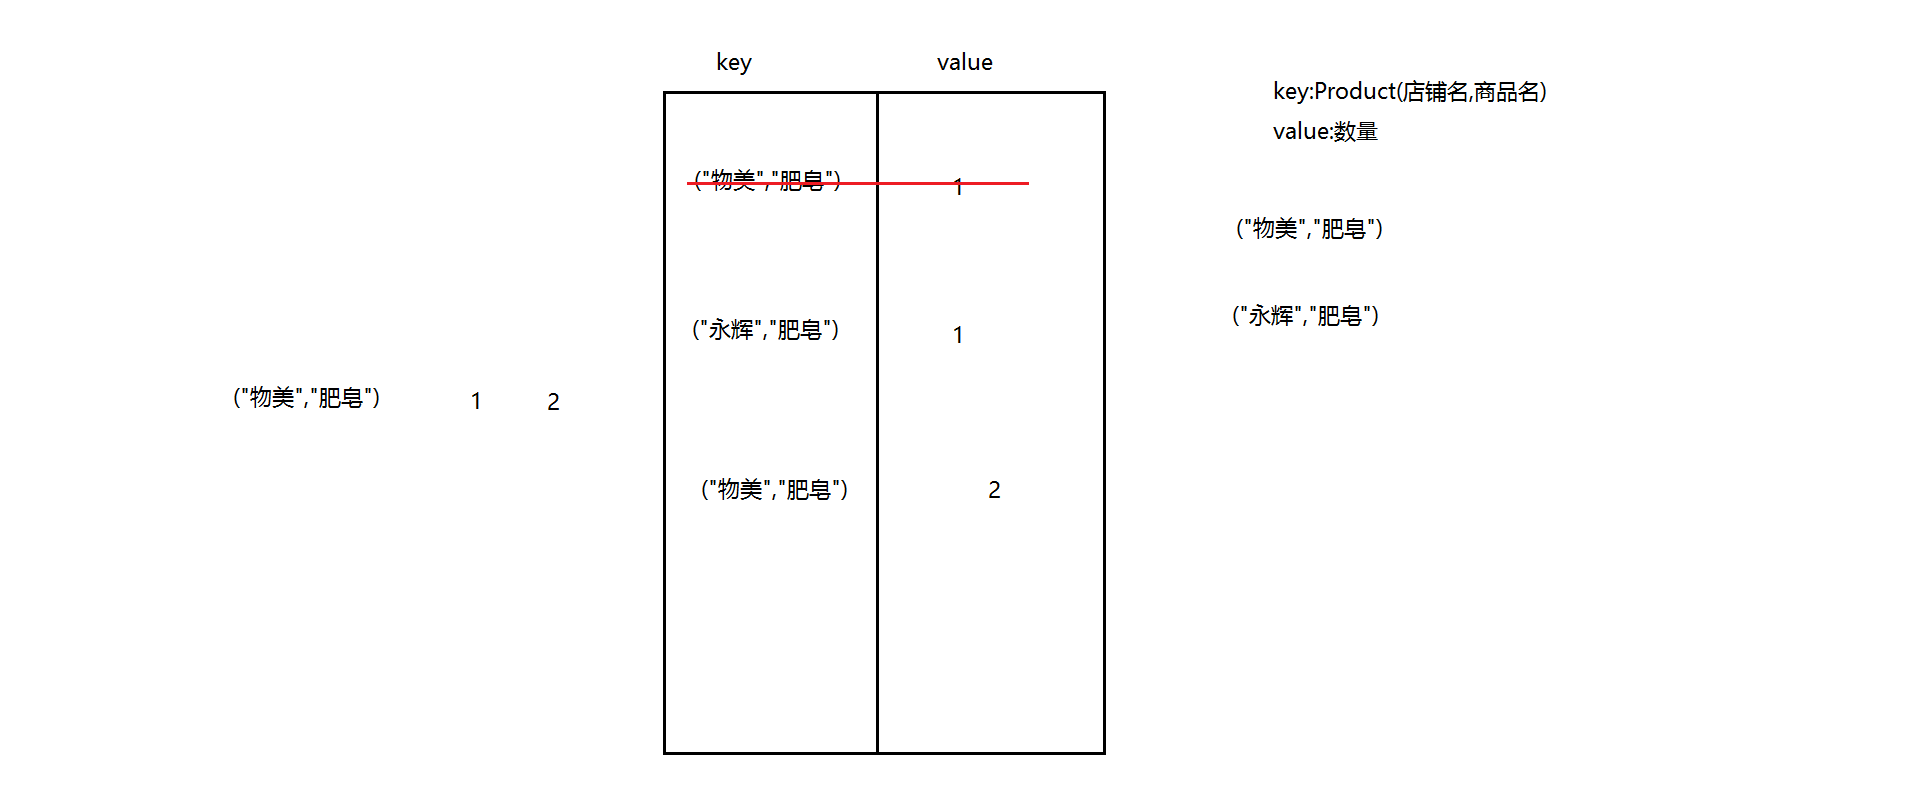 key value
key:Product(店铺名,商品名)
value:数量
("物美","肥皂") 1
("物美","肥皂")
("永辉","肥皂")
("永辉","肥皂") 1
("物美","肥皂") 1 2
("物美","肥皂") 2